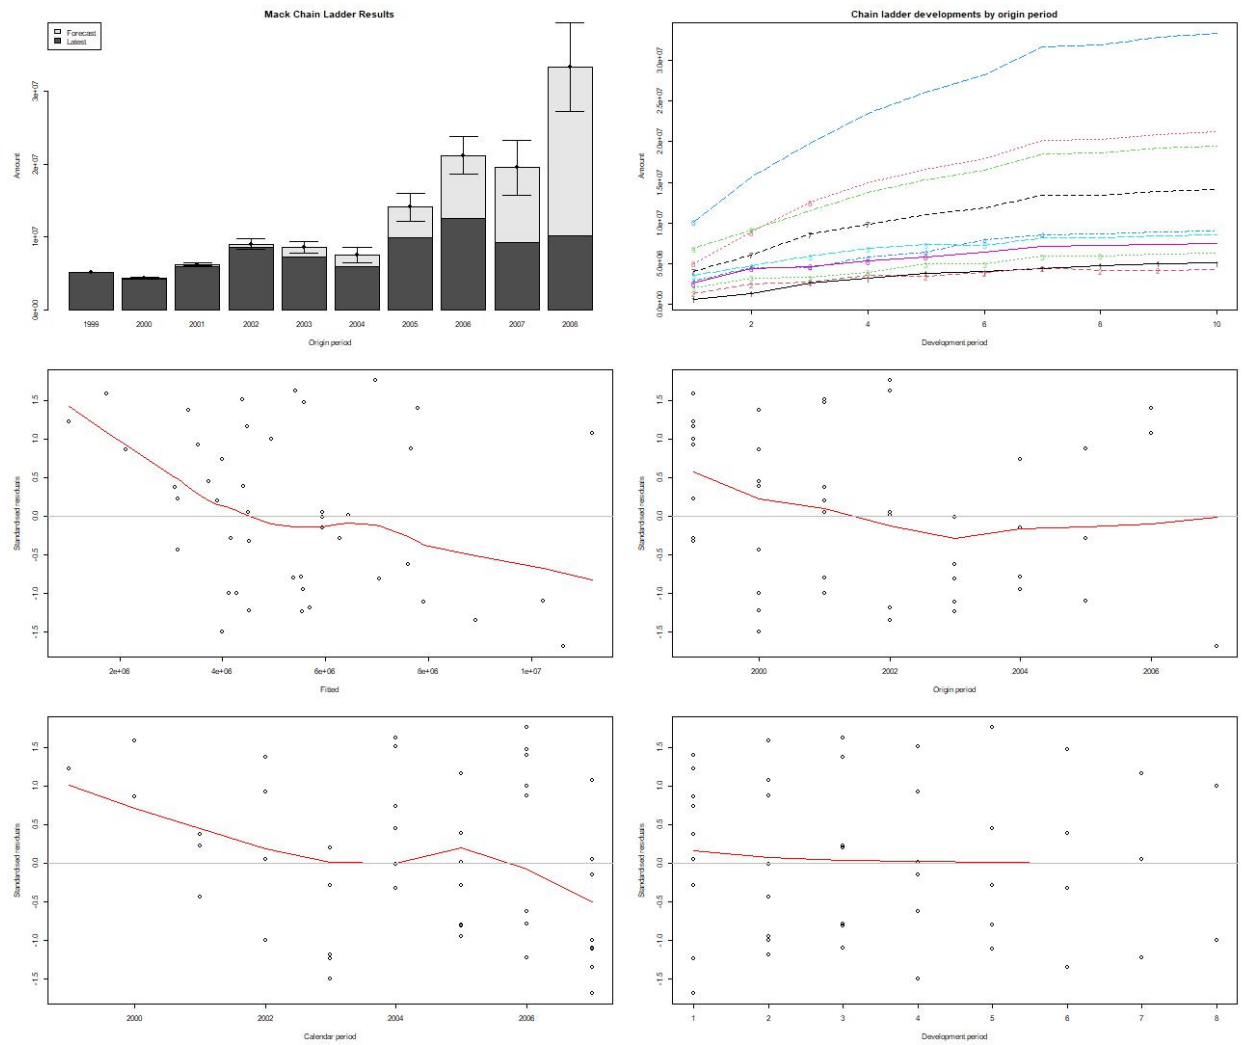 Mack Chain Ladder Results
Forecast
Latest
Amount
0e+00
1e+07
2e+07
3e+07
1999 2000 2001 2002 2003 2004 2005 2006 2007 2008
Origin period
Chain ladder developments by origin period
Amount
0.0e+00
5.0e+06
1.0e+07
1.5e+07
2.0e+07
2.5e+07
3.0e+07
2 4 6 8 10
Development period
Standardised residuals
-1.5 -1.0 -0.5 0.0 0.5 1.0 1.5
2e+06 4e+06 6e+06 8e+06 1e+07
Fitted
Standardised residuals
-1.5 -1.0 -0.5 0.0 0.5 1.0 1.5
2000 2002 2004 2006
Origin period
Standardised residuals
-1.5 -1.0 -0.5 0.0 0.5 1.0 1.5
2000 2002 2004 2006
Calendar period
Standardised residuals
-1.5 -1.0 -0.5 0.0 0.5 1.0 1.5
1 2 3 4 5 6 7 8
Development period